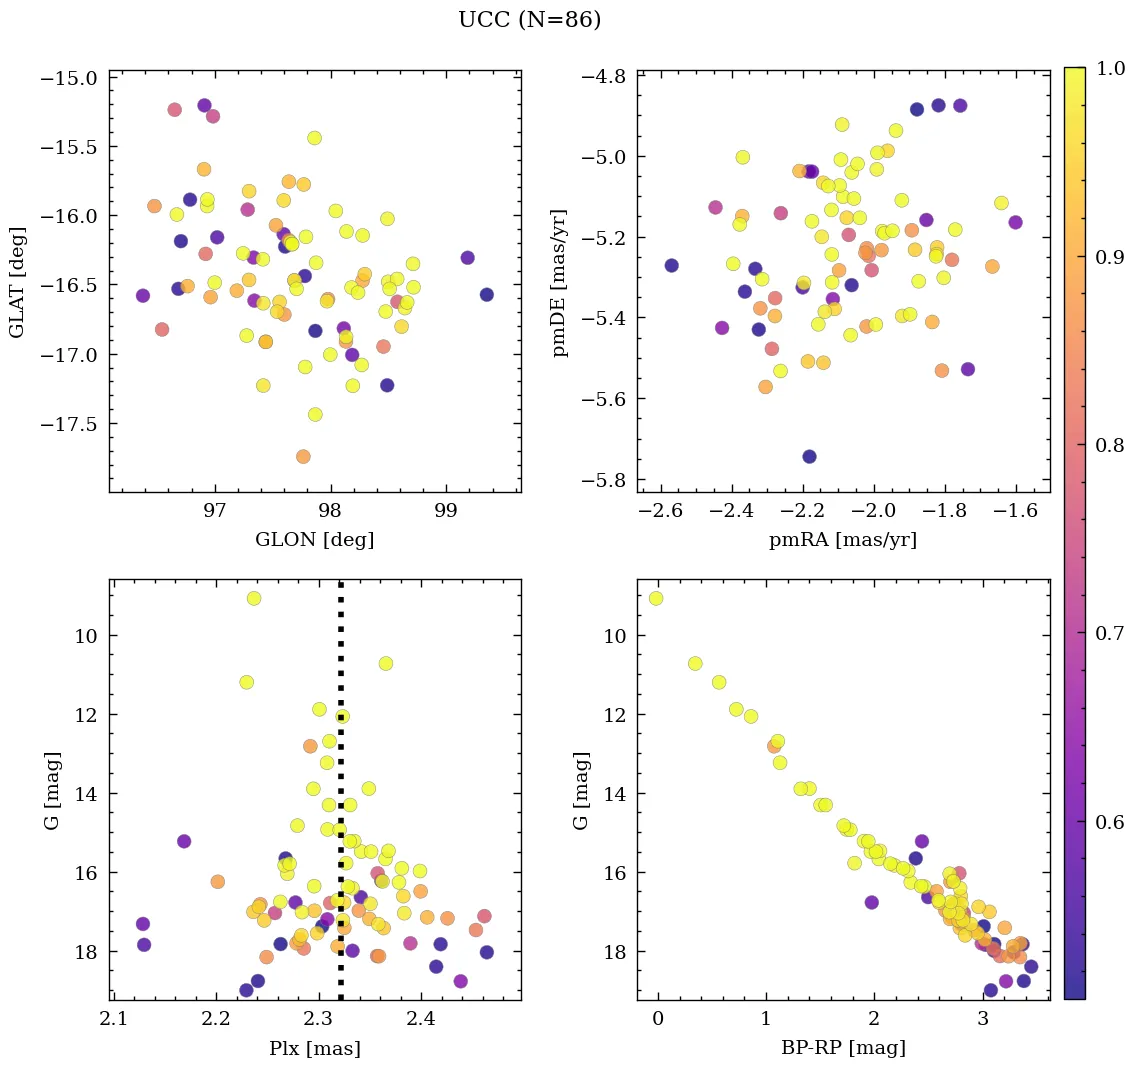 UCC (N=86)
−15.0
−15.5
−16.0
−16.5
−17.0
−17.5
GLAT [deg]
97 98 99
GLON [deg]
−4.8
−5.0
−5.2
−5.4
−5.6
−5.8
pmDE [mas/yr]
−2.6 −2.4 −2.2 −2.0 −1.8 −1.6
pmRA [mas/yr]
1.0
0.9
0.8
0.7
0.6
10
12
14
16
18
G [mag]
2.1 2.2 2.3 2.4
Plx [mas]
10
12
14
16
18
G [mag]
0 1 2 3
BP-RP [mag]